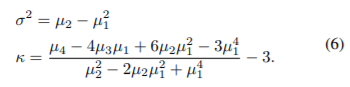 σ² = μ₂ − μ₁²
κ = (μ₄ − 4μ₃μ₁ + 6μ₂μ₁² − 3μ₁⁴) / (μ₂² − 2μ₂μ₁² + μ₁⁴) − 3. (6)